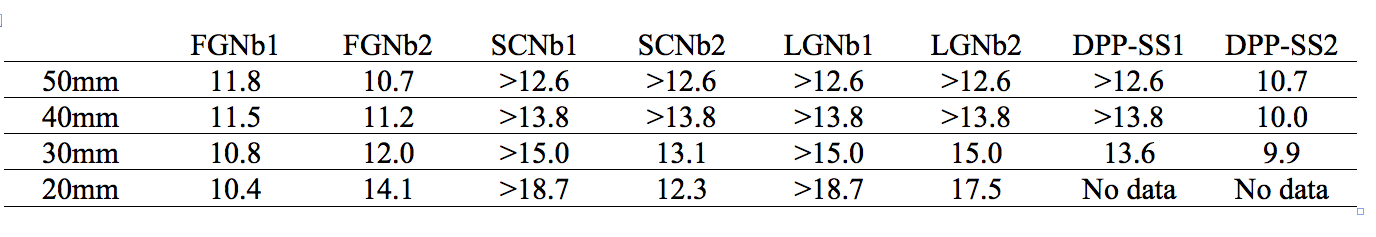 FGNb1 FGNb2 SCNb1 SCNb2 LGNb1 LGNb2 DPP-SS1 DPP-SS2
50mm 11.8 10.7 >12.6 >12.6 >12.6 >12.6 >12.6 10.7
40mm 11.5 11.2 >13.8 >13.8 >13.8 >13.8 >13.8 10.0
30mm 10.8 12.0 >15.0 13.1 >15.0 15.0 13.6 9.9
20mm 10.4 14.1 >18.7 12.3 >18.7 17.5 No data No data